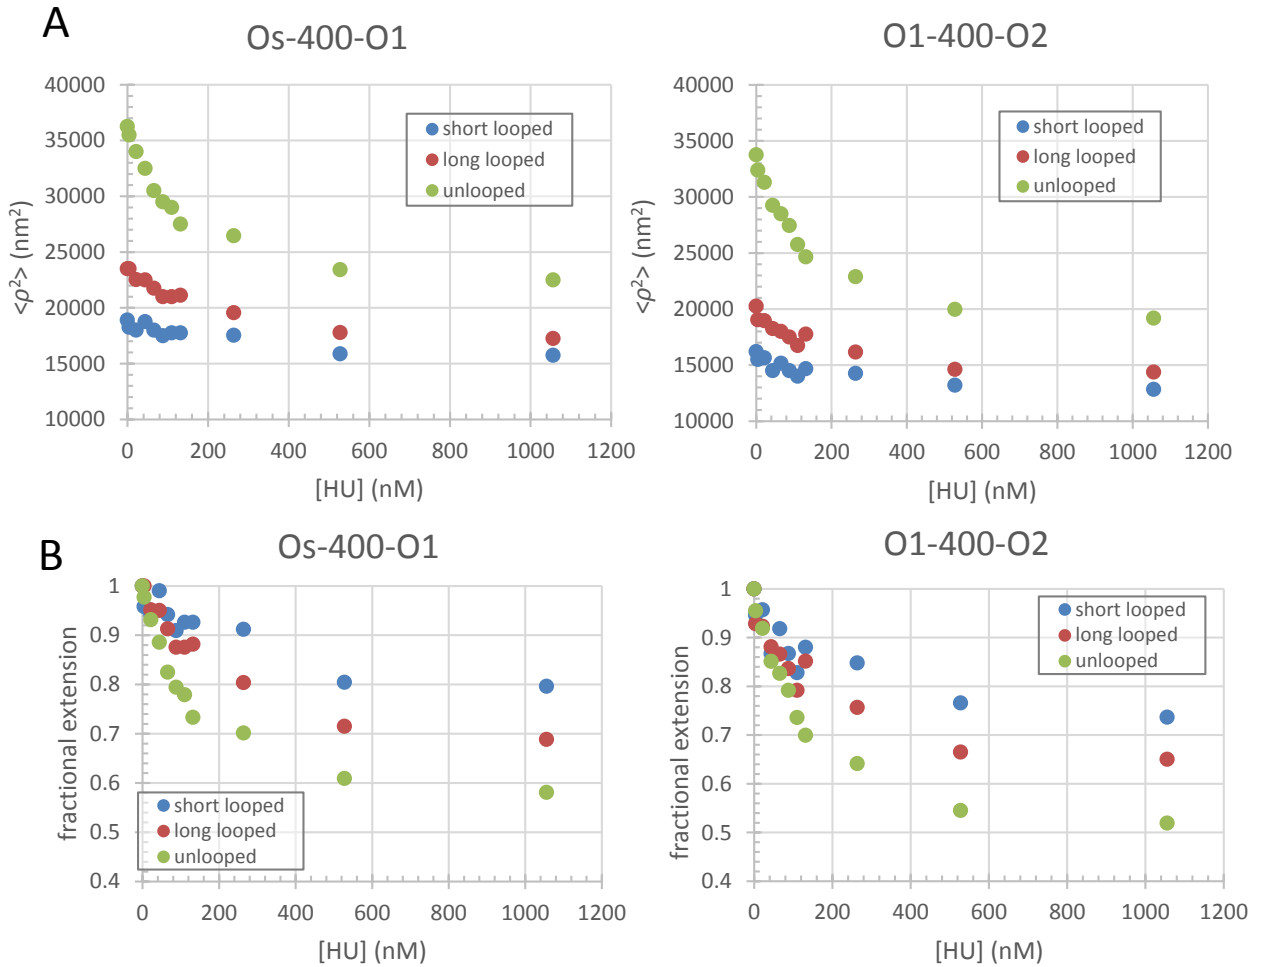 A
Os-400-O1
O1-400-O2
<ρ²> (nm²)
40000
35000
30000
25000
20000
15000
10000
short looped
long looped
unlooped
0
200
400
600
800
1000
1200
[HU] (nM)
<ρ²> (nm²)
40000
35000
30000
25000
20000
15000
10000
short looped
long looped
unlooped
0
200
400
600
800
1000
1200
[HU] (nM)
B
Os-400-O1
O1-400-O2
fractional extension
1
0.9
0.8
0.7
0.6
0.5
0.4
short looped
long looped
unlooped
0
200
400
600
800
1000
1200
[HU] (nM)
fractional extension
1
0.9
0.8
0.7
0.6
0.5
0.4
short looped
long looped
unlooped
0
200
400
600
800
1000
1200
[HU] (nM)